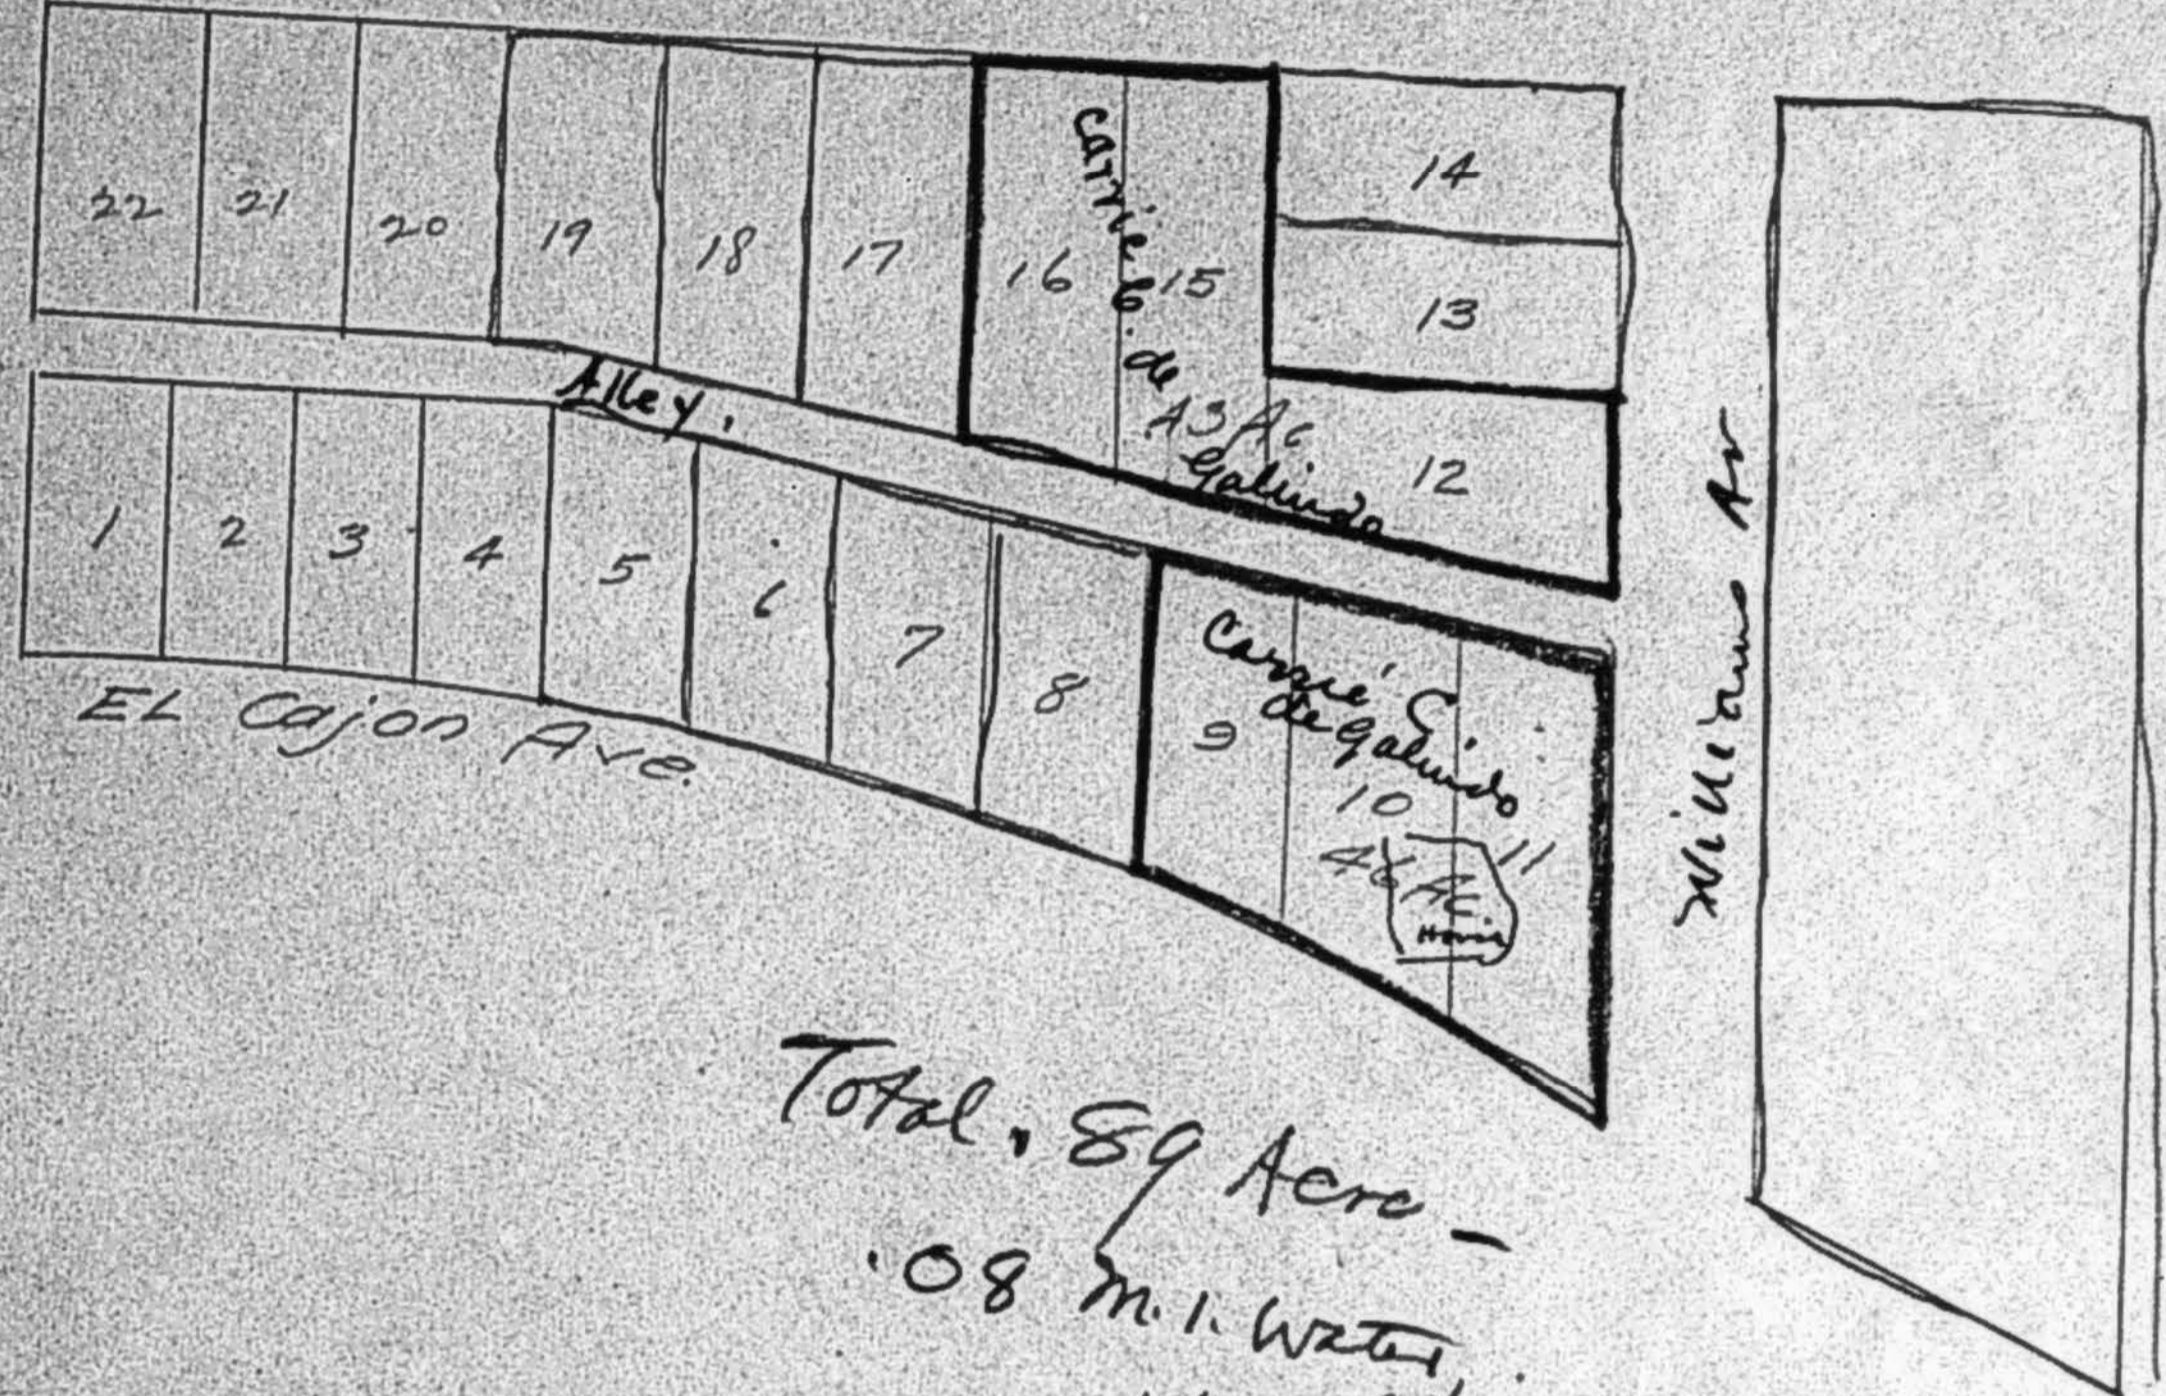 22 21 20 19 18 17 16 15
14
13
12
Carrie C. de
.43 Ac
Galindo
Alley.
1 2 3 4 5 6 7 8 9 10 11
Carrie C.
de Galindo
.46 Ac.
House
EL Cajon Ave.
Williams Av
Total .89 Acre -
.08 M.I. Water